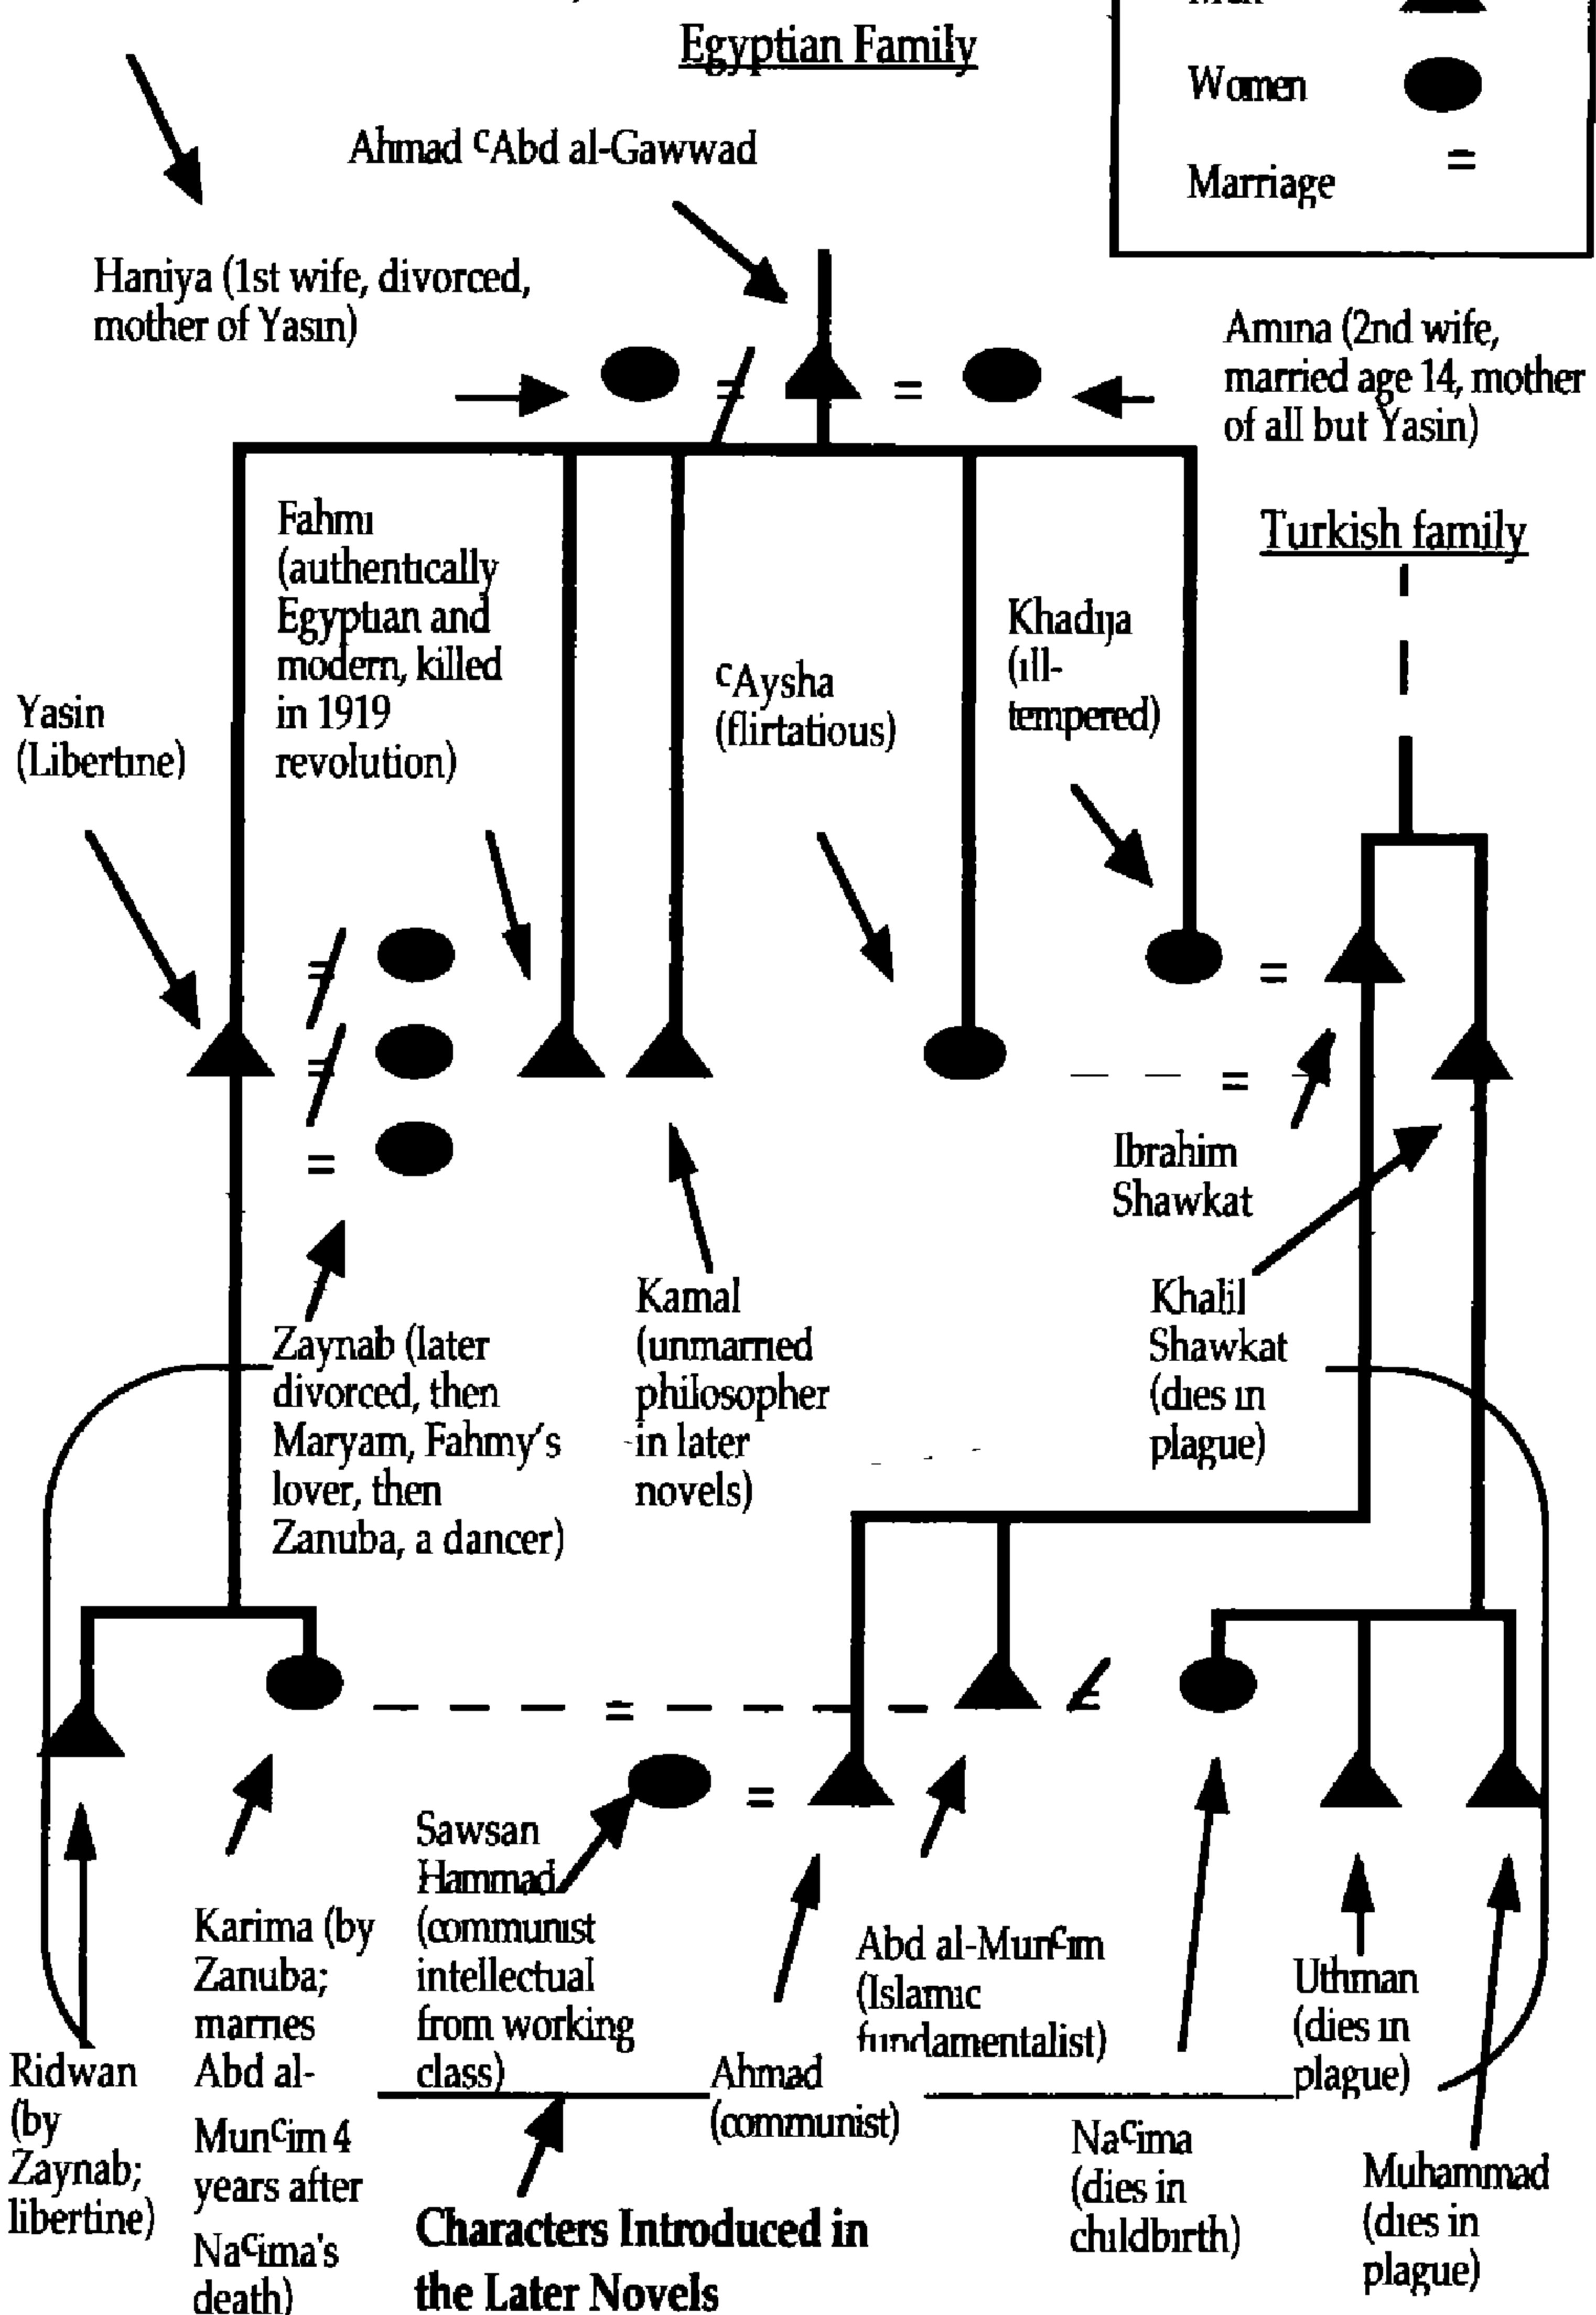 Egyptian Family
Women
Marriage =
Ahmad ᶜAbd al-Gawwad
Haniya (1st wife, divorced,
mother of Yasin)
Amina (2nd wife,
married age 14, mother
of all but Yasin)
=
=
Turkish family
Fahmi
(authentically
Egyptian and
modern, killed
in 1919
revolution)
Khadija
(ill-
tempered)
ᶜAysha
(flirtatious)
Yasin
(Libertine)
=
=
=
=
=
Ibrahim
Shawkat
Khalil
Shawkat
(dies in
plague)
Kamal
(unmarried
philosopher
in later
novels)
Zaynab (later
divorced, then
Maryam, Fahmy's
lover, then
Zanuba, a dancer)
=
=
=
Sawsan
Hammad
(communist
intellectual
from working
class)
Karima (by
Zanuba;
marries
Abd al-
Munᶜim 4
years after
Naᶜima's
death)
Abd al-Munᶜim
(Islamic
fundamentalist)
Uthman
(dies in
plague)
Ridwan
(by
Zaynab;
libertine)
Ahmad
(communist)
Naᶜima
(dies in
childbirth)
Muhammad
(dies in
plague)
Characters Introduced in
the Later Novels